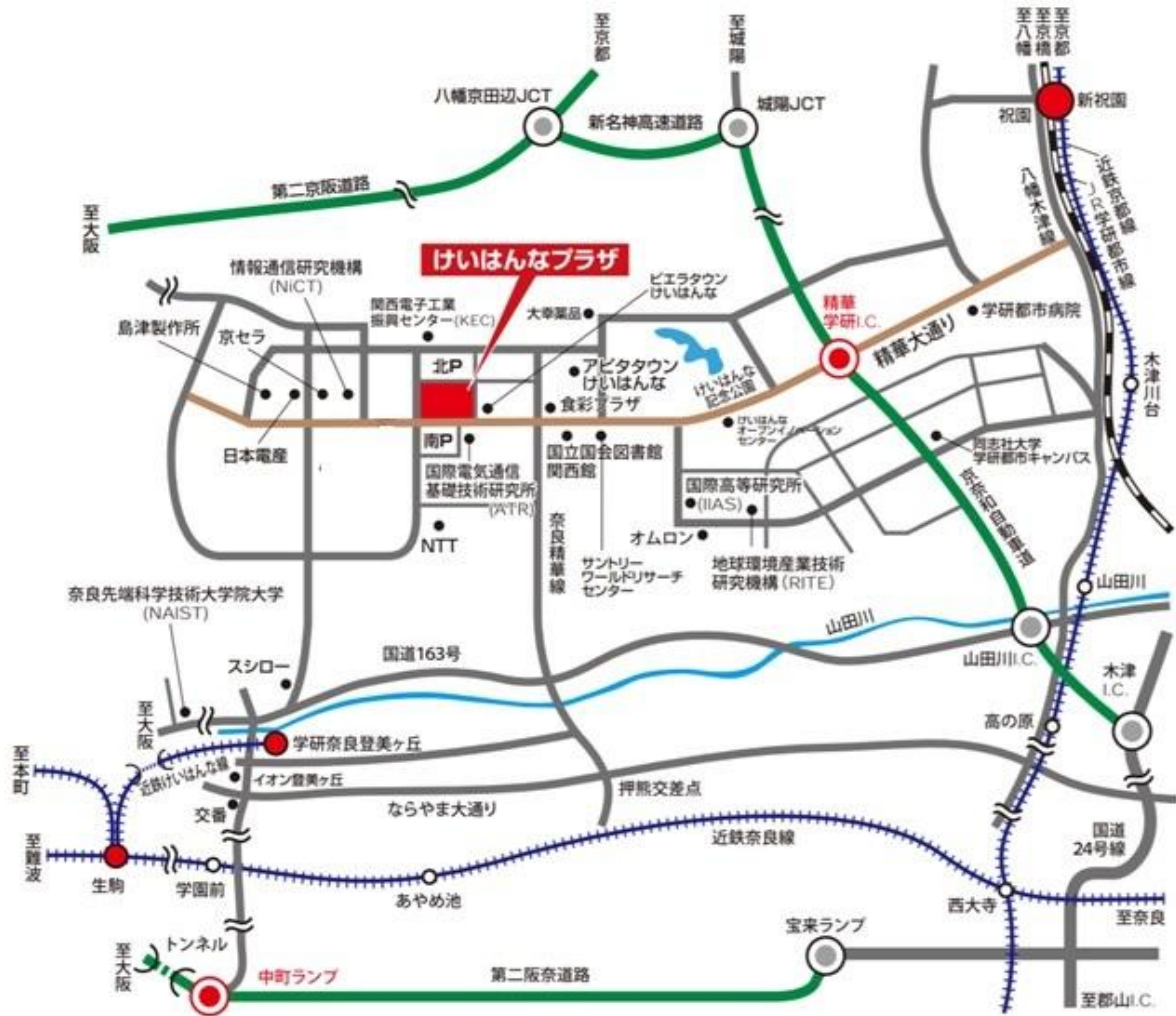 至京都
至城陽
至八幡
至京橋
至京都
八幡京田辺JCT
城陽JCT
新名神高速道路
祝園
新祝園
第二京阪道路
至大阪
近鉄京都線
JR学研都市線
八幡木津線
けいはんなプラザ
情報通信研究機構
(NiCT)
ピエラタウン
けいはんな
関西電子工業
振興センター(KEC)
大幸薬品
島津製作所
京セラ
精華
学研I.C.
学研都市病院
精華大通り
北P
アピタタウン
けいはんな
けいはんな
記念公園
木津川台
食彩プラザ
けいはんな
オープンイノベーション
センター
日本電産
南P
国際電気通信
基礎技術研究所
(ATR)
国立国会図書館
関西館
同志社大学
学研都市キャンパス
国際高等研究所
(IIAS)
京奈和自動車道
NTT
奈良精華線
サントリー
ワールドリサーチ
センター
オムロン
地球環境産業技術
研究機構(RITE)
山田川
奈良先端科学技術大学院大学
(NAIST)
山田川
国道163号
スシロー
山田川I.C.
木津
I.C.
至大阪
高の原
学研奈良登美ヶ丘
至本町
近鉄けいはんな線
イオン登美ヶ丘
交番
ならやま大通り
押熊交差点
至難波
近鉄奈良線
国道
24号線
生駒
学園前
あやめ池
西大寺
至奈良
トンネル
宝来ランプ
至大阪
中町ランプ
第二阪奈道路
至郡山I.C.